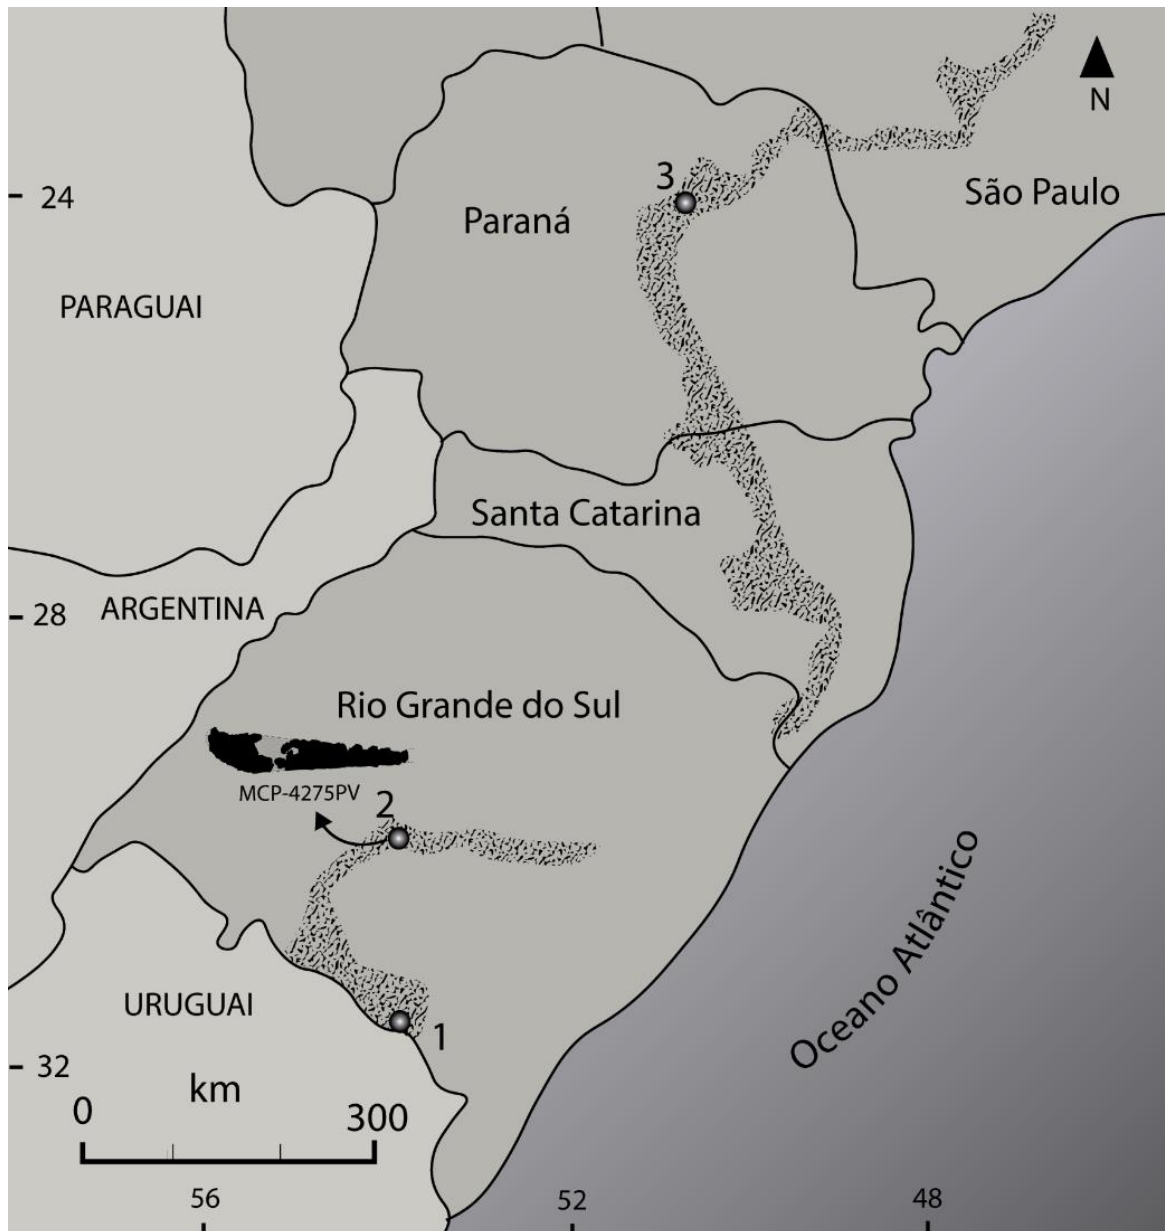 N
3
24
São Paulo
Paraná
PARAGUAI
Santa Catarina
28
ARGENTINA
Rio Grande do Sul
MCP-4275PV
2
Oceano Atlântico
URUGUAI
1
32
km
0
300
56
52
48